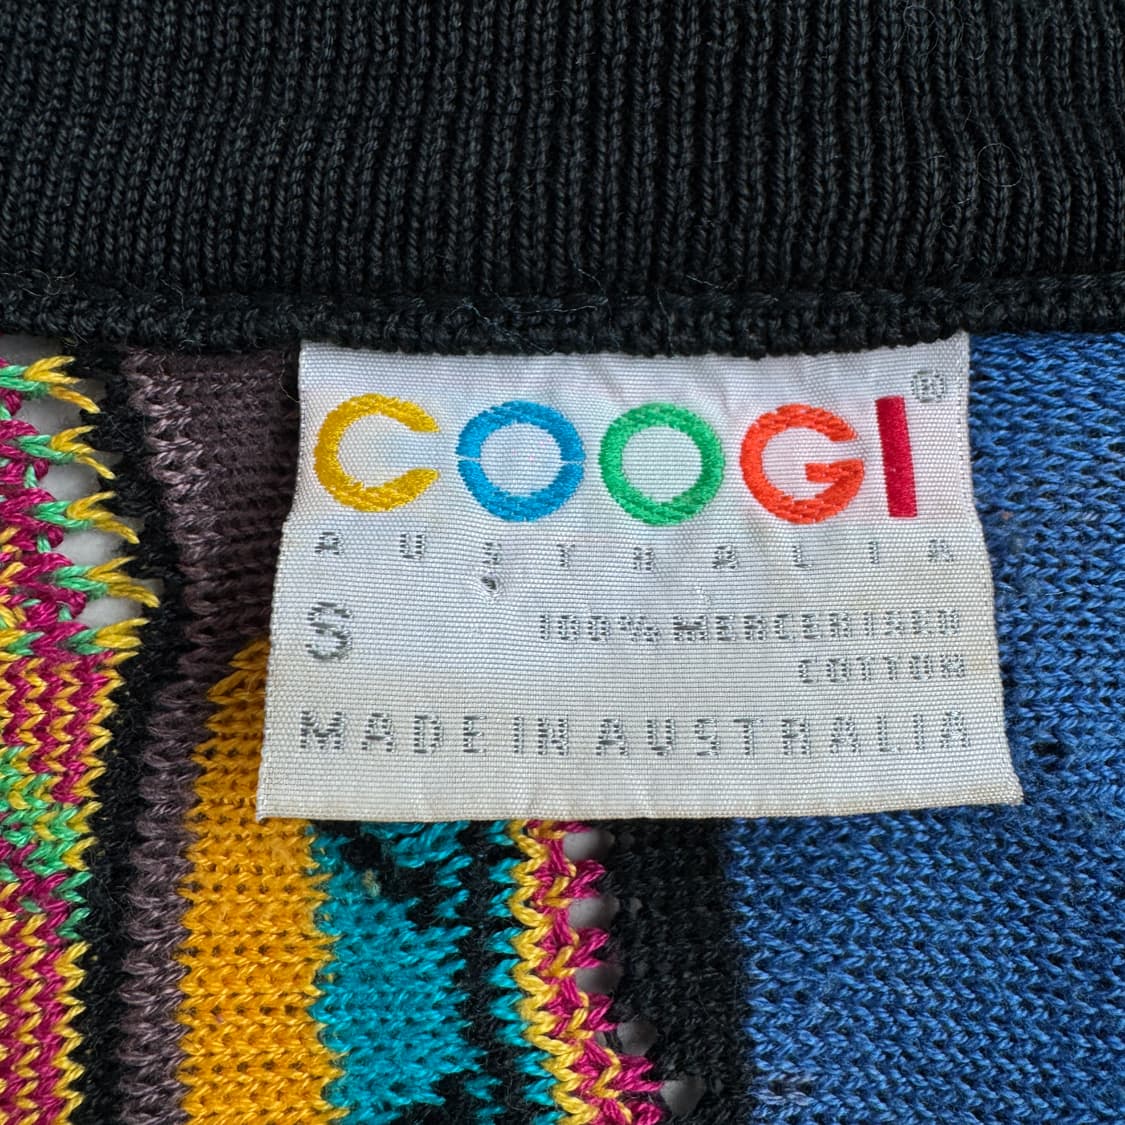 COOGI®
AUSTRALIA
S
100% MERCERISED
COTTON
MADE IN AUSTRALIA